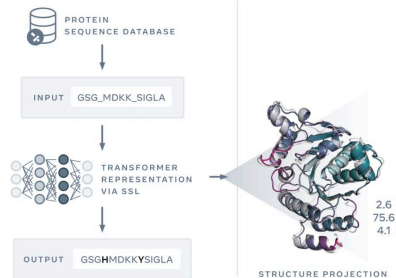 PROTEIN
SEQUENCE DATABASE
INPUT GSG_MDKK_SIGLA
TRANSFORMER
REPRESENTATION
VIA SSL
OUTPUT GSGHMDKKYSIGLA
2.6
75.6
4.1
STRUCTURE PROJECTION